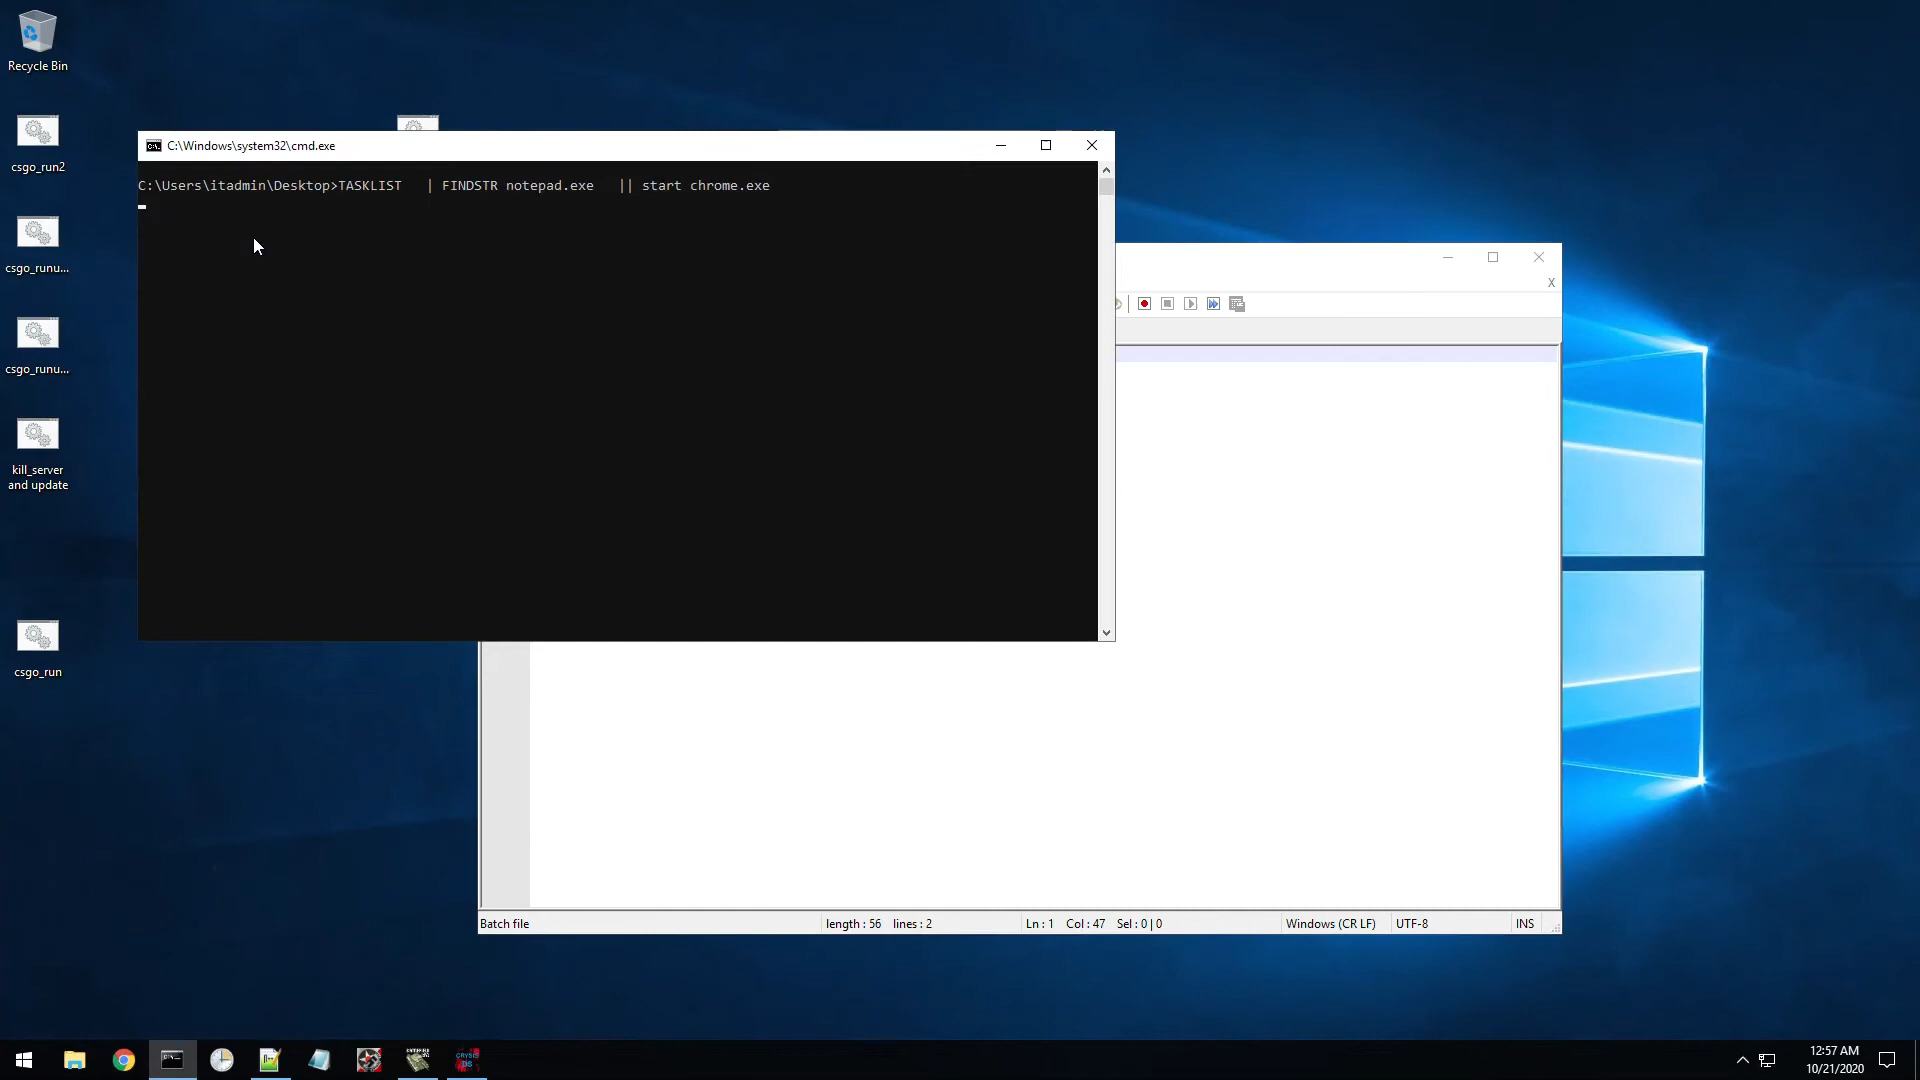 Recycle Bin
csgo_run2
csgo_runu...
csgo_runu...
kill_server
and update
csgo_run
C:\Windows\system32\cmd.exe
C:\Users\itadmin\Desktop>TASKLIST   | FINDSTR notepad.exe   || start chrome.exe
X
Batch file
length : 56    lines : 2
Ln : 1    Col : 47    Sel : 0 | 0
Windows (CR LF)
UTF-8
INS
CRYSIS
DS
12:57 AM
10/21/2020